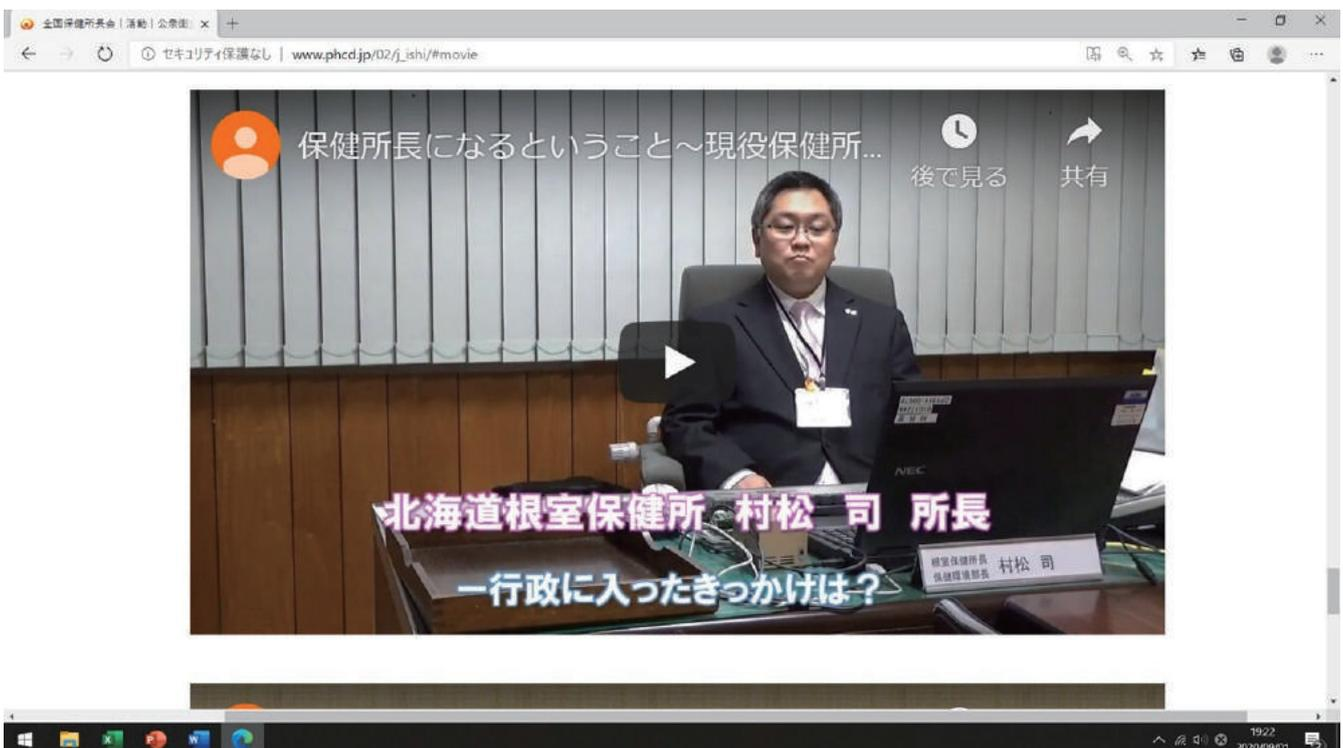 全国保健所長会 | 活動 | 公衆衛
セキュリティ保護なし | www.phcd.jp/02/j_ishi/#movie
保健所長になるということ～現役保健所...
後で見る
共有
NEC
北海道根室保健所 村松 司 所長
根室保健所長
保健環境部長
村松 司
ー行政に入ったきっかけは？
19:22
2020/09/01